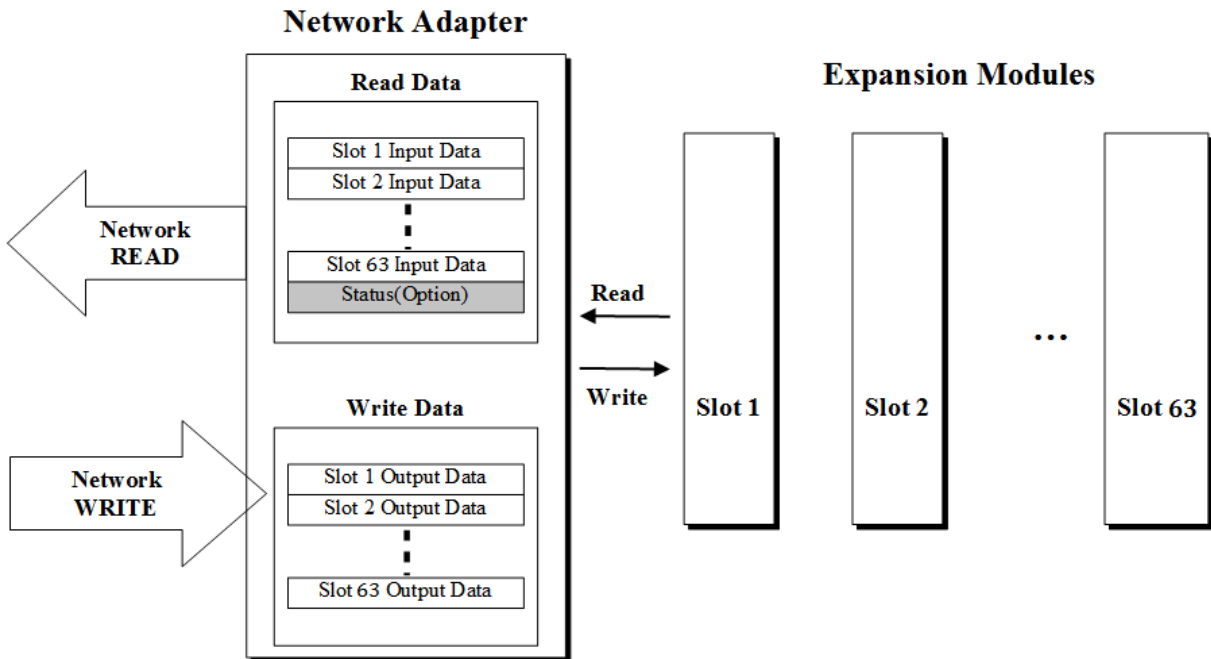 Network Adapter
Read Data
Slot 1 Input Data
Slot 2 Input Data
Slot 63 Input Data
Status(Option)
Network
READ
Write Data
Slot 1 Output Data
Slot 2 Output Data
Slot 63 Output Data
Network
WRITE
Read
Write
Expansion Modules
Slot 1
Slot 2
...
Slot 63